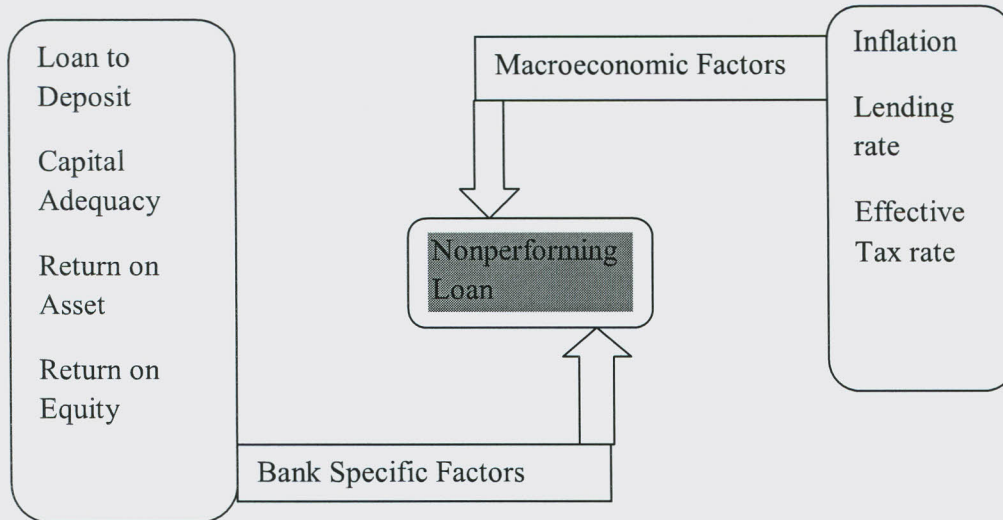 Loan to
Deposit
Capital
Adequacy
Return on
Asset
Return on
Equity
Macroeconomic Factors
Inflation
Lending
rate
Effective
Tax rate
Nonperforming
Loan
Bank Specific Factors